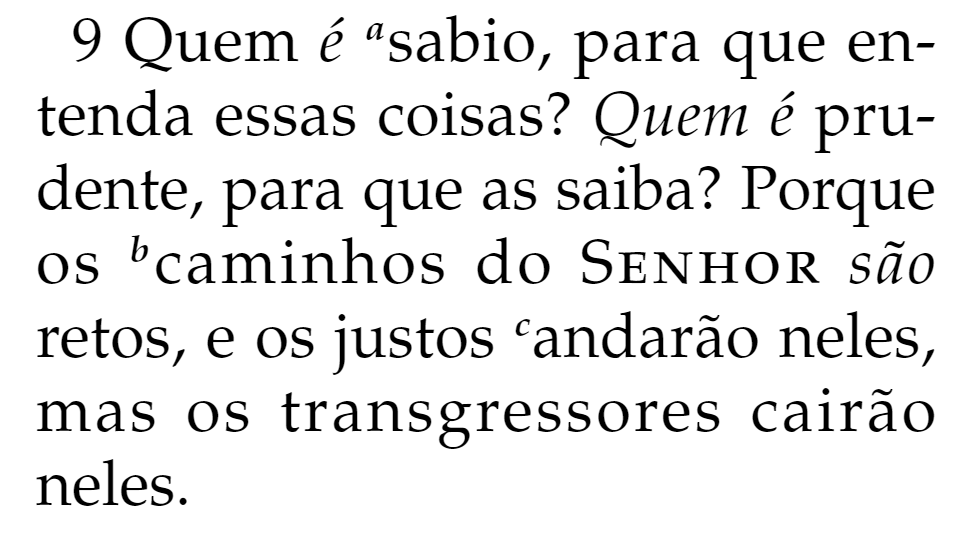 9 Quem é ᵃsabio, para que en-
tenda essas coisas? Quem é pru-
dente, para que as saiba? Porque
os ᵇcaminhos do SENHOR são
retos, e os justos ᶜandarão neles,
mas os transgressores cairão
neles.